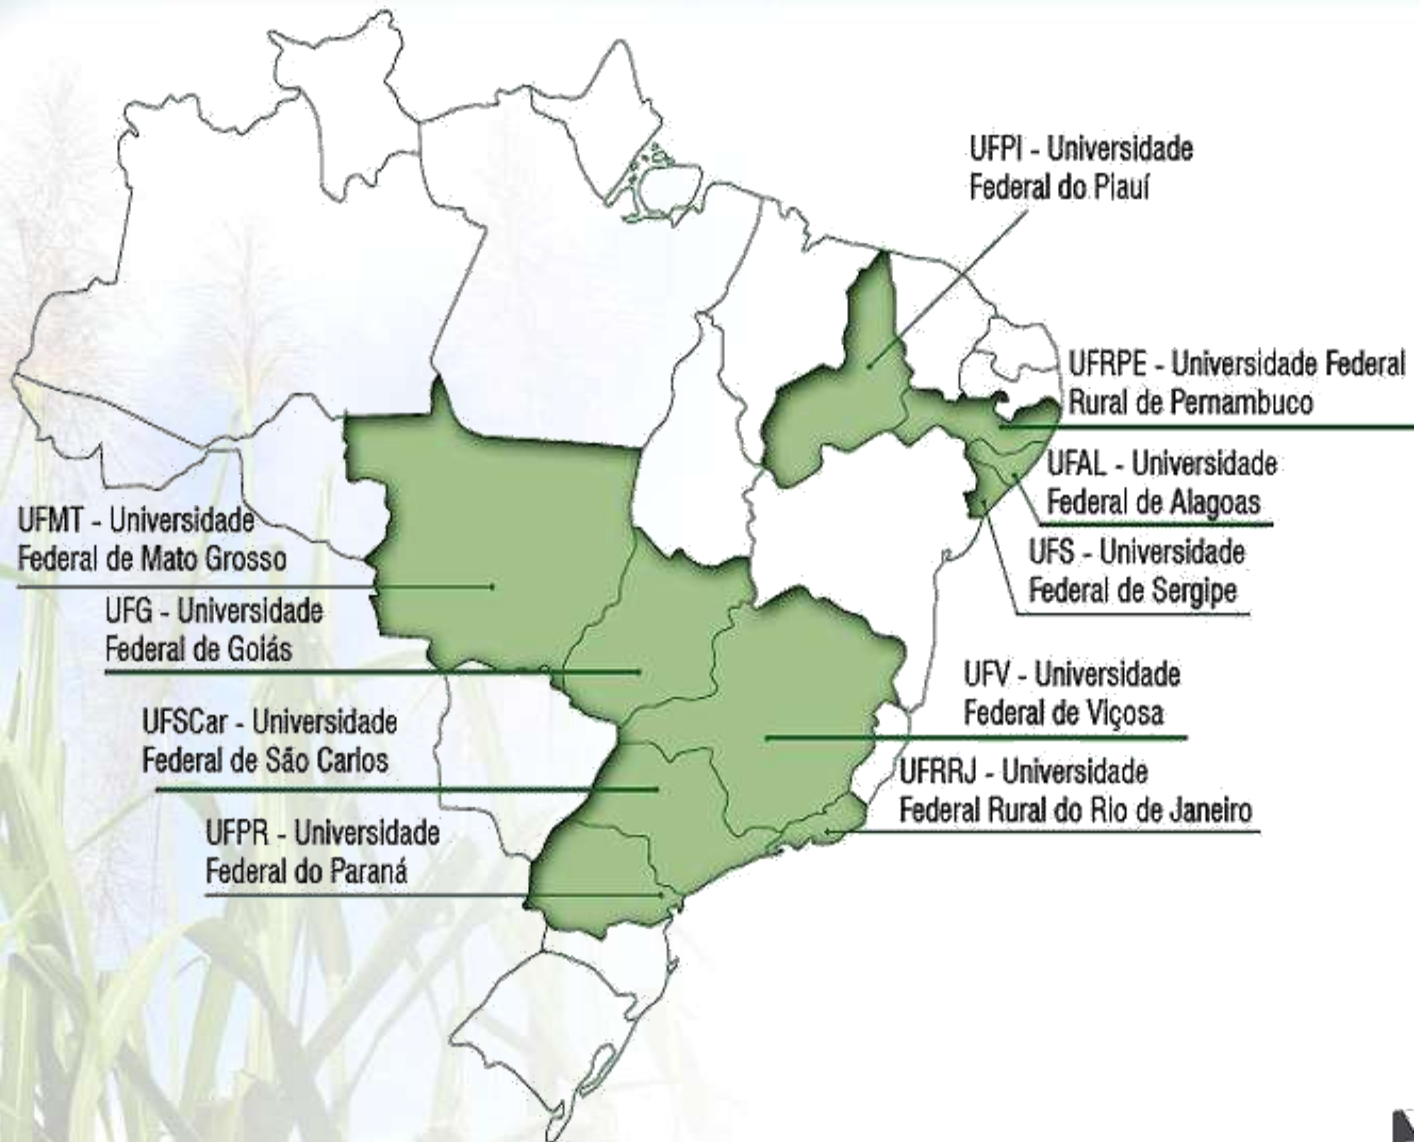 UFPI - Universidade
Federal do Piauí
UFRPE - Universidade Federal
Rural de Pernambuco
UFAL - Universidade
Federal de Alagoas
UFS - Universidade
Federal de Sergipe
UFMT - Universidade
Federal de Mato Grosso
UFG - Universidade
Federal de Goiás
UFV - Universidade
Federal de Viçosa
UFSCar - Universidade
Federal de São Carlos
UFRRJ - Universidade
Federal Rural do Rio de Janeiro
UFPR - Universidade
Federal do Paraná